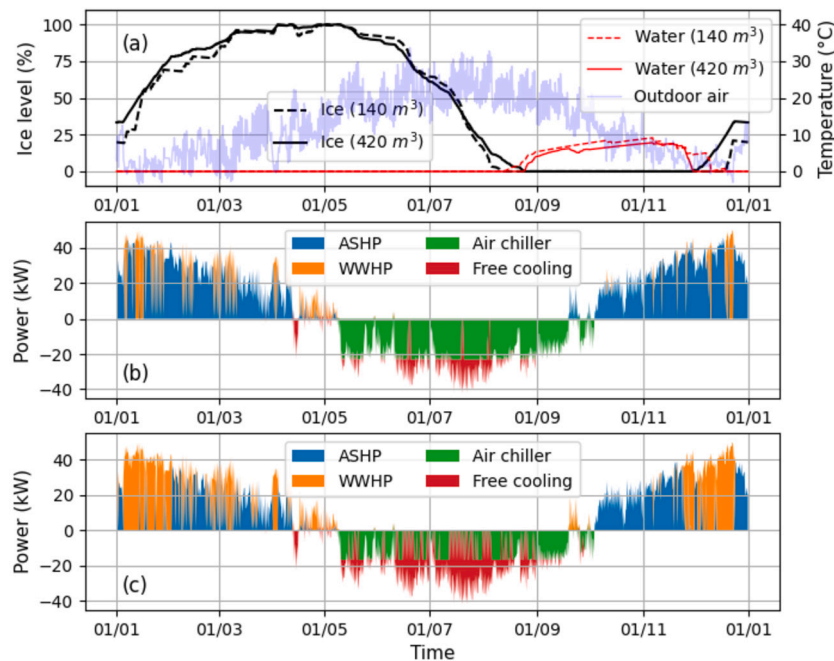 100
75
50
25
0
Ice level (%)
(a)
Ice (140 m³)
Ice (420 m³)
Water (140 m³)
Water (420 m³)
Outdoor air
40
30
20
10
0
Temperature (°C)
01/01 01/03 01/05 01/07 01/09 01/11 01/01
40
20
0
−20
−40
Power (kW)
ASHP Air chiller
WWHP Free cooling
(b)
01/01 01/03 01/05 01/07 01/09 01/11 01/01
40
20
0
−20
−40
Power (kW)
ASHP Air chiller
WWHP Free cooling
(c)
01/01 01/03 01/05 01/07 01/09 01/11 01/01
Time